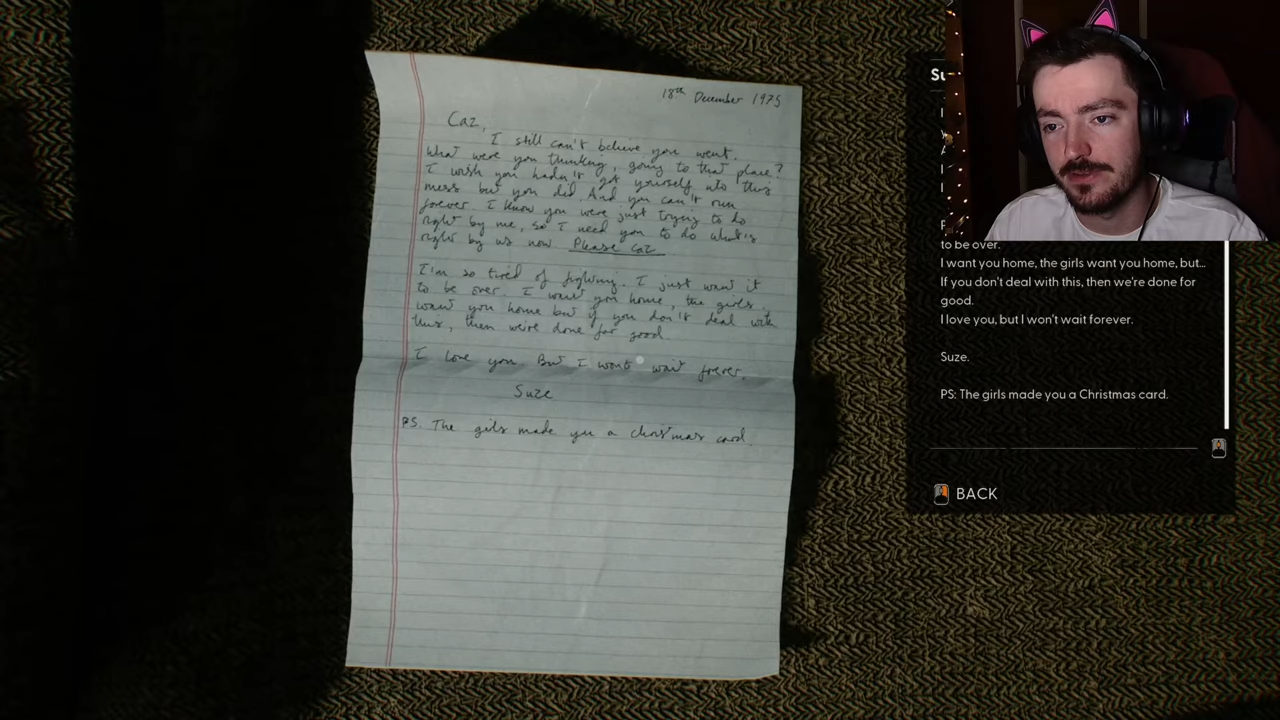 18th December 1975
Caz,
I still can't believe you went.
What were you thinking, going to that place?
I wish you hadn't got yourself into this
mess but you did. And you can't run
forever. I know you were just trying to do
right by me, so I need you to do what's
right by us now Please Caz
I'm so tired of fighting. I just want it
to be over. I want you home, the girls
want you home but if you don't deal with
this, then we're done for good.
I love you. But I won't wait forever.
Suze
PS. The girls made you a Christmas card.
Su
to be over.
I want you home, the girls want you home, but...
If you don't deal with this, then we're done for
good.
I love you, but I won't wait forever.
Suze.
PS: The girls made you a Christmas card.
BACK